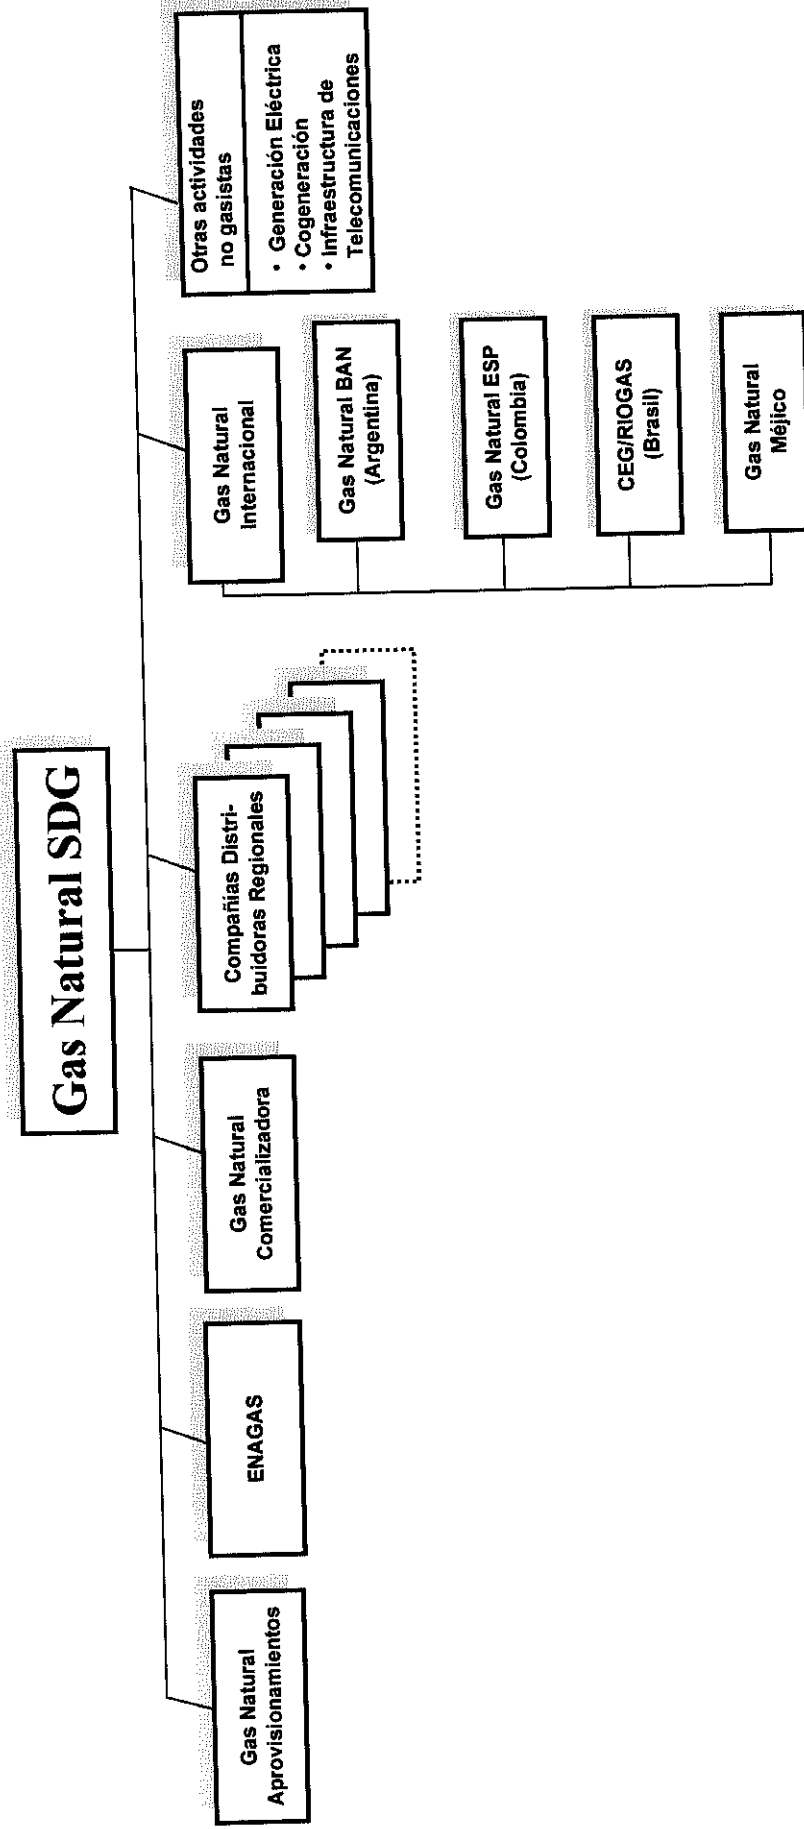 Gas Natural SDG
Gas Natural
Aprovisionamientos
ENAGAS
Gas Natural
Comercializadora
Compañías Distri-
buidoras Regionales
Gas Natural
Internacional
Gas Natural BAN
(Argentina)
Gas Natural ESP
(Colombia)
CEG/RIOGAS
(Brasil)
Gas Natural
Méjico
Otras actividades
no gasistas
• Generación Eléctrica
• Cogeneración
• Infraestructura de
Telecomunicaciones